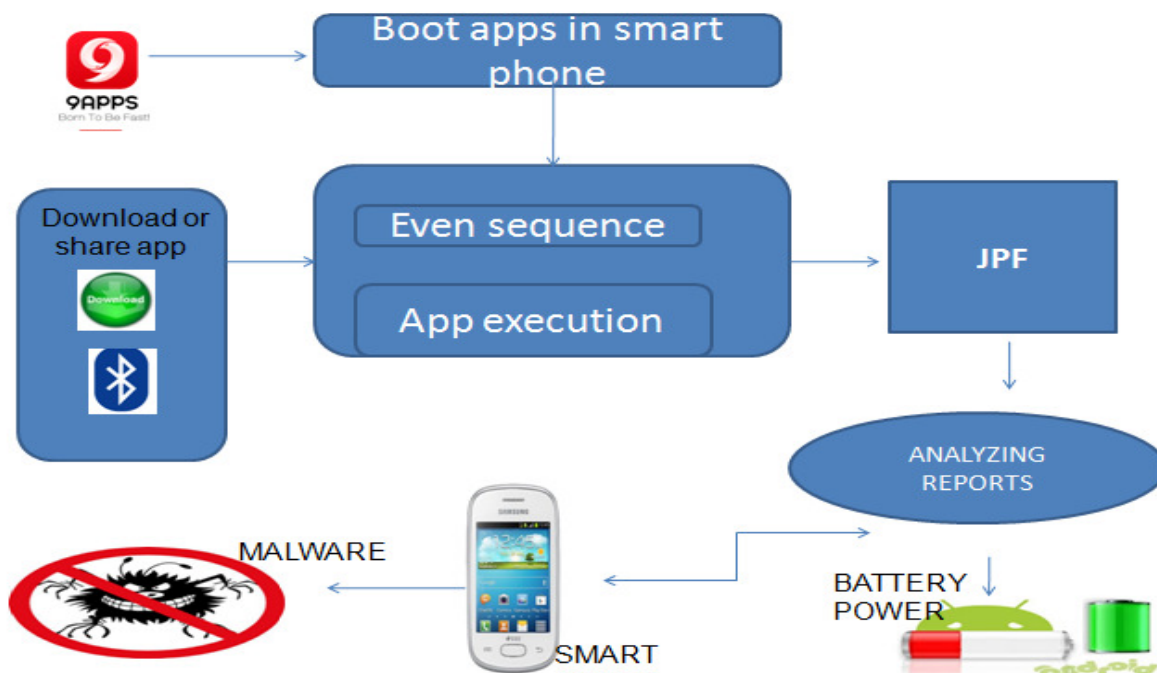 Boot apps in smart
phone
9APPS
Born To Be Fast!
Download or
share app
Download
Even sequence
App execution
JPF
ANALYZING
REPORTS
MALWARE
SAMSUNG
SMART
BATTERY
POWER
android